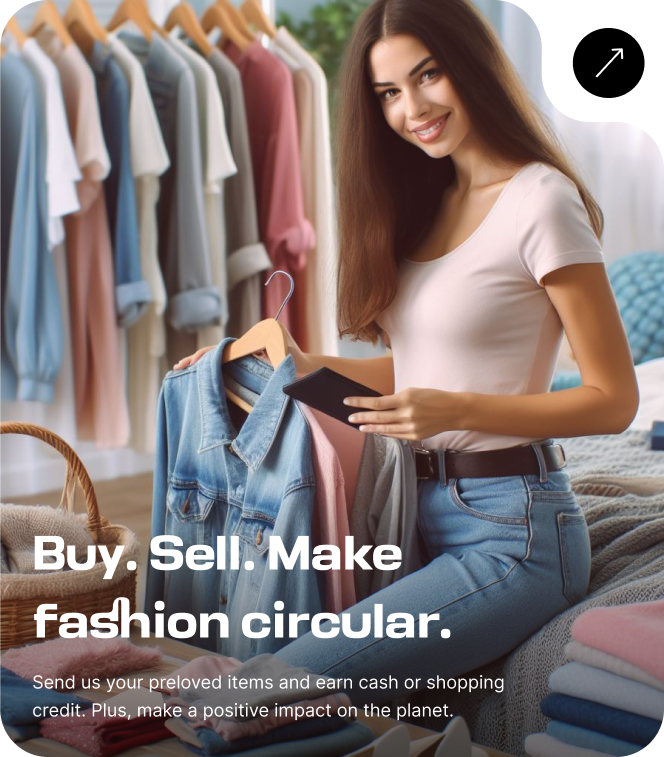 Buy. Sell. Make
fashion circular.
Send us your preloved items and earn cash or shopping
credit. Plus, make a positive impact on the planet.